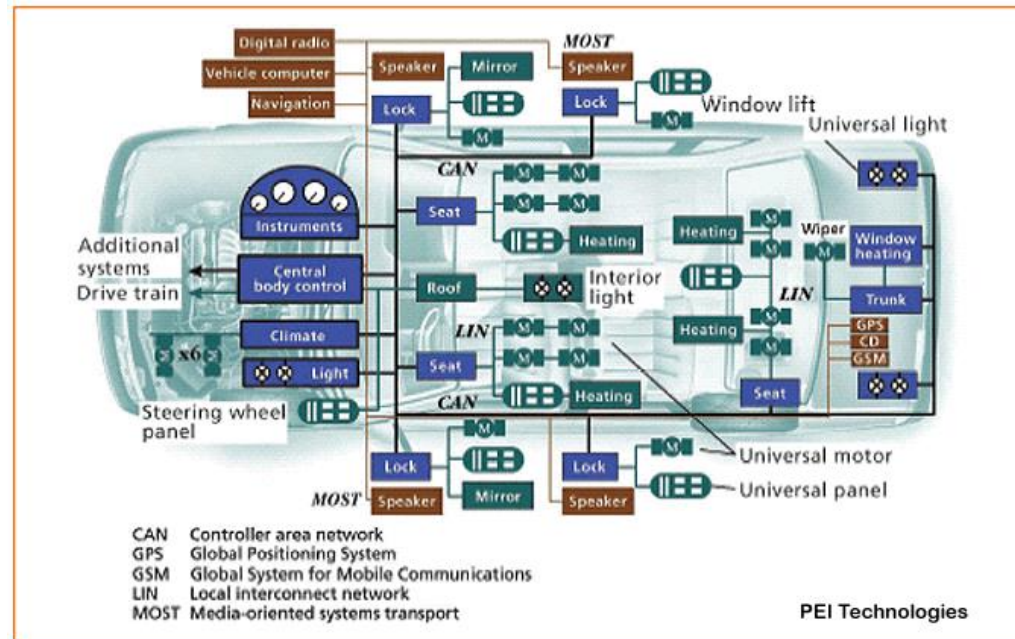 Digital radio
MOST
Vehicle computer
Speaker
Mirror
Speaker
Navigation
Lock
Lock
Window lift
M
M
Universal light
CAN
M M
Seat
M M
Instruments
Heating
Heating
M
Wiper
M
M
Window
heating
Additional
systems
Central
body control
Drive train
Roof
Interior
light
LIN
Trunk
LIN
M M
M
GPS
Climate
Heating
CD
x6
Seat
M M
M
GSM
Light
CAN
Heating
Seat
Steering wheel
panel
M
M
Lock
Lock
Universal motor
MOST
Speaker
Mirror
Speaker
Universal panel
CAN Controller area network
GPS Global Positioning System
GSM Global System for Mobile Communications
LIN Local interconnect network
MOST Media-oriented systems transport
PEI Technologies